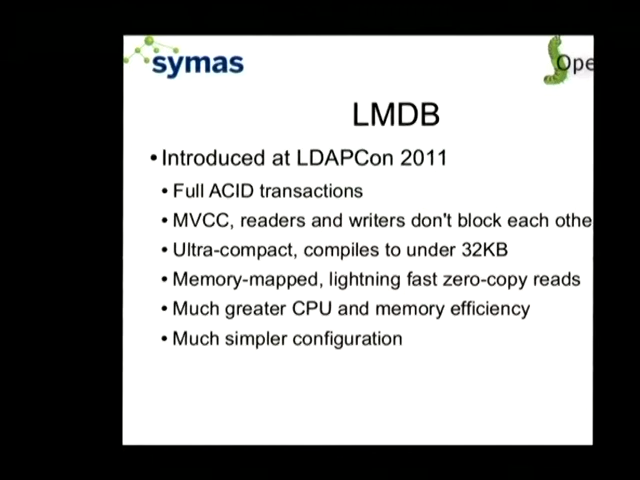 symas
Ope
LMDB
• Introduced at LDAPCon 2011
• Full ACID transactions
• MVCC, readers and writers don't block each othe
• Ultra-compact, compiles to under 32KB
• Memory-mapped, lightning fast zero-copy reads
• Much greater CPU and memory efficiency
• Much simpler configuration